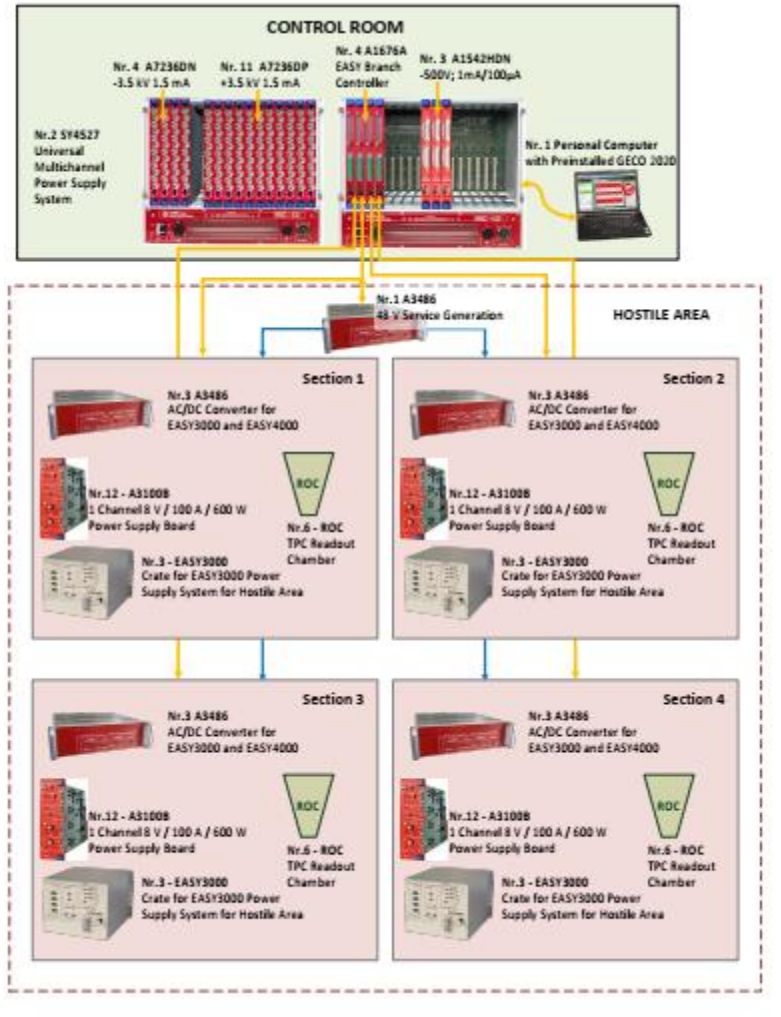 CONTROL ROOM
Nr. 4 A7236DN
-3.5 kV 1.5 mA
Nr. 11 A7236DP
+3.5 kV 1.5 mA
Nr. 4 A1676A
EASY Branch
Controller
Nr. 3 A1542HDN
-500V; 1mA/100µA
Nr.2 SY4527
Universal
Multichannel
Power Supply
System
Nr. 1 Personal Computer
with Preinstalled GECO 2020
Nr.1 A3486
48 V Service Generation
HOSTILE AREA
Section 1
Nr.3 A3486
AC/DC Converter for
EASY3000 and EASY4000
Nr.12 - A3100B
1 Channel 8 V / 100 A / 600 W
Power Supply Board
ROC
Nr.6 - ROC
TPC Readout
Chamber
Nr.3 - EASY3000
Crate for EASY3000 Power
Supply System for Hostile Area
Section 2
Nr.3 A3486
AC/DC Converter for
EASY3000 and EASY4000
Nr.12 - A3100B
1 Channel 8 V / 100 A / 600 W
Power Supply Board
ROC
Nr.6 - ROC
TPC Readout
Chamber
Nr.3 - EASY3000
Crate for EASY3000 Power
Supply System for Hostile Area
Section 3
Nr.3 A3486
AC/DC Converter for
EASY3000 and EASY4000
Nr.12 - A3100B
1 Channel 8 V / 100 A / 600 W
Power Supply Board
ROC
Nr.6 - ROC
TPC Readout
Chamber
Nr.3 - EASY3000
Crate for EASY3000 Power
Supply System for Hostile Area
Section 4
Nr.3 A3486
AC/DC Converter for
EASY3000 and EASY4000
Nr.12 - A3100B
1 Channel 8 V / 100 A / 600 W
Power Supply Board
ROC
Nr.6 - ROC
TPC Readout
Chamber
Nr.3 - EASY3000
Crate for EASY3000 Power
Supply System for Hostile Area